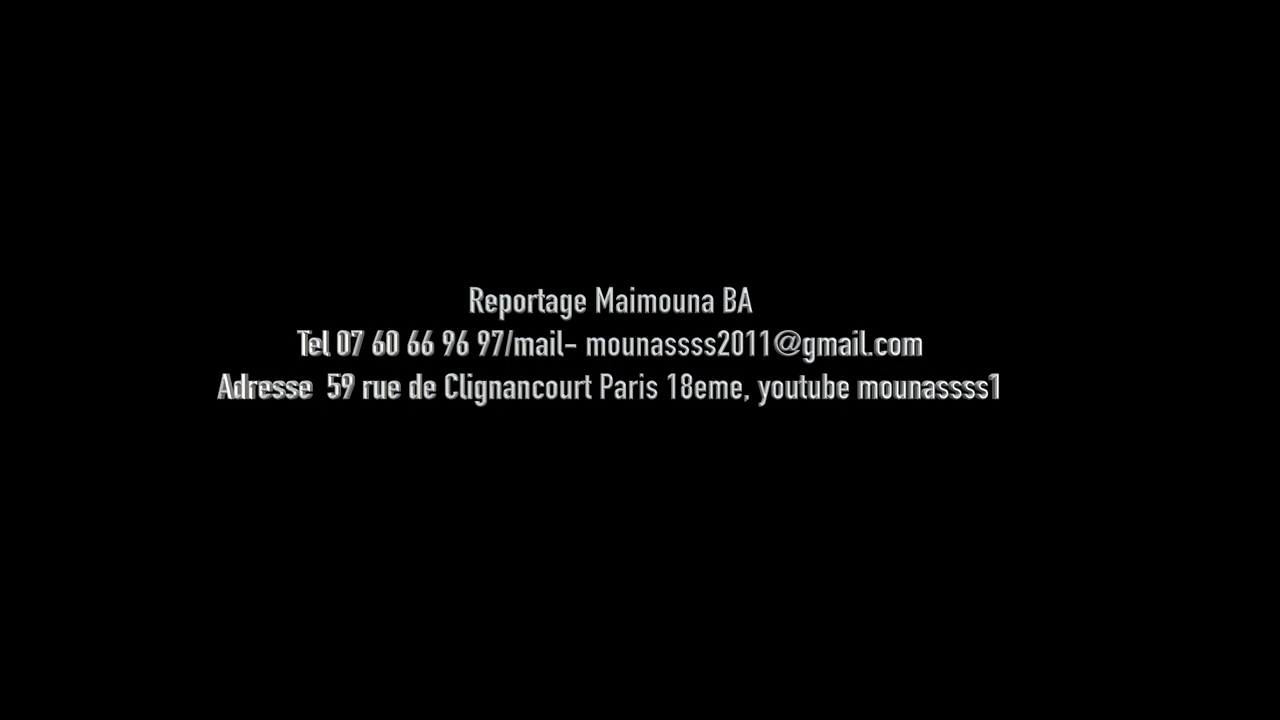 Reportage Maimouna BA
Tel 07 60 66 96 97/mail- mounassss2011@gmail.com
Adresse  59 rue de Clignancourt Paris 18eme, youtube mounassss1